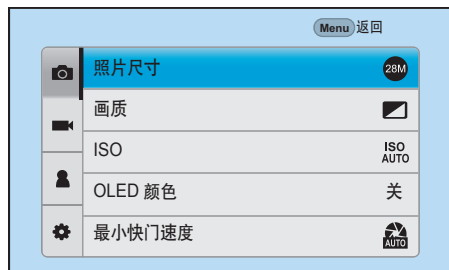 Menu 返回
照片尺寸 28M
画质
ISO ISO AUTO
OLED 颜色 关
最小快门速度 AUTO